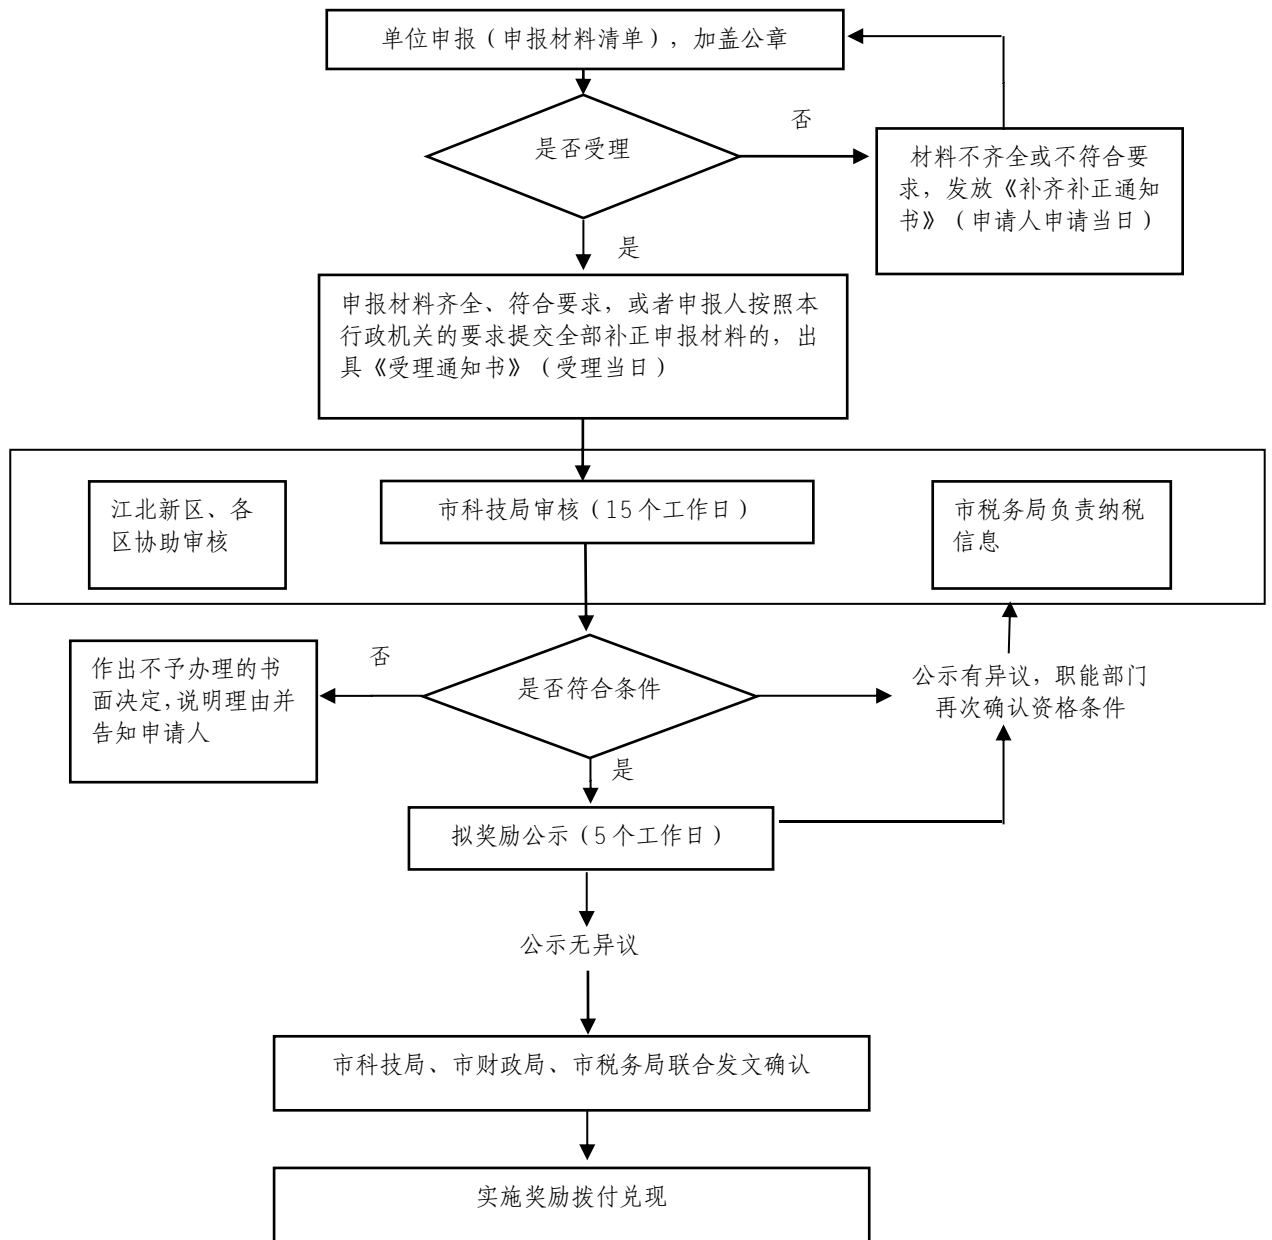 单位申报（申报材料清单），加盖公章
是否受理
否
材料不齐全或不符合要
求，发放《补齐补正通知
书》（申请人申请当日）
是
申报材料齐全、符合要求，或者申报人按照本
行政机关的要求提交全部补正申报材料的，出
具《受理通知书》（受理当日）
江北新区、各
区协助审核
市科技局审核（15个工作日）
市税务局负责纳税
信息
作出不予办理的书
面决定，说明理由并
告知申请人
否
是否符合条件
公示有异议，职能部门
再次确认资格条件
是
拟奖励公示（5个工作日）
公示无异议
市科技局、市财政局、市税务局联合发文确认
实施奖励拨付兑现